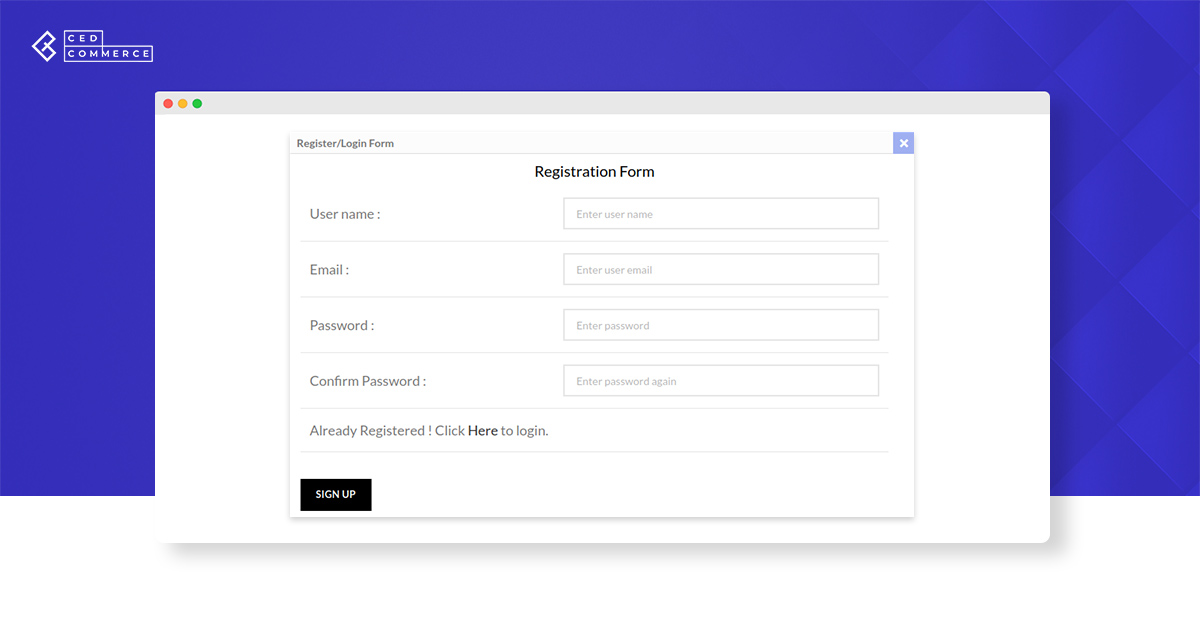 CED
COMMERCE
Register/Login Form
Registration Form
User name :
Enter user name
Email :
Enter user email
Password :
Enter password
Confirm Password :
Enter password again
Already Registered ! Click Here to login.
SIGN UP